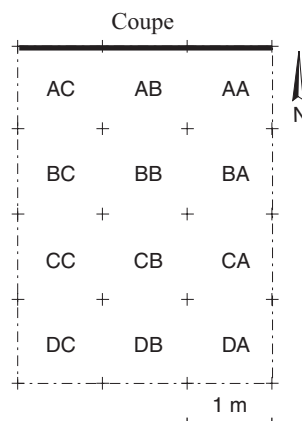 Coupe
AC AB AA
N
BC BB BA
CC CB CA
DC DB DA
1 m